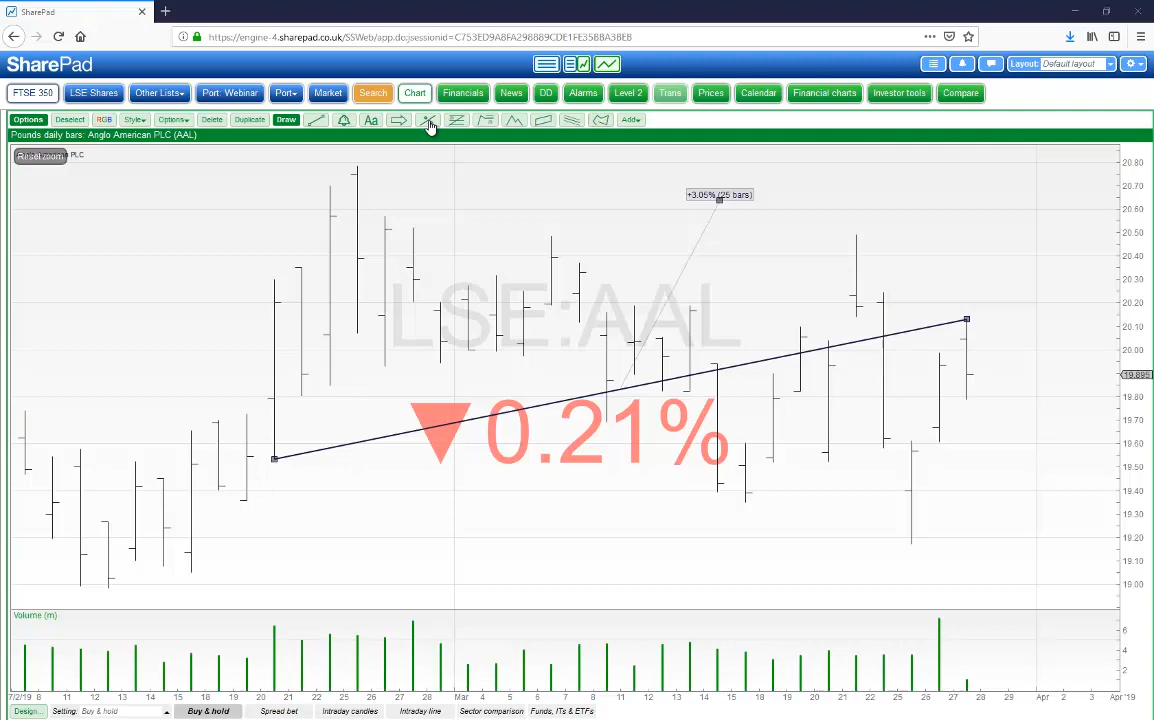 SharePad
https://engine-4.sharepad.co.uk/SSWeb/app.do;jsessionid=C753ED9A8FA298889CDE1FE35BBA3BEB
SharePad
Layout: Default layout
FTSE 350 LSE Shares Other Lists Port: Webinar Port Market Search Chart Financials News DD Alarms Level 2 Trans Prices Calendar Financial charts Investor tools Compare
Options Deselect RGB Style Options Delete Duplicate Draw Aa Add
Pounds daily bars: Anglo American PLC (AAL)
Reset zoom PLC
LSE:AAL
+3.05% (25 bars)
▼0.21%
20.80
20.70
20.60
20.50
20.40
20.30
20.20
20.10
20.00
19.895
19.80
19.70
19.60
19.50
19.40
19.30
19.20
19.10
19.00
Volume (m)
6
4
2
7/2/19 8 11 12 13 14 15 18 19 20 21 22 25 26 27 28 Mar 4 5 6 7 8 11 12 13 14 15 18 19 20 21 22 25 26 27 28 29 Apr 2 3 4 Apr '19
Design... Setting: Buy & hold Buy & hold Spread bet Intraday candles Intraday line Sector comparison Funds, ITs & ETFs